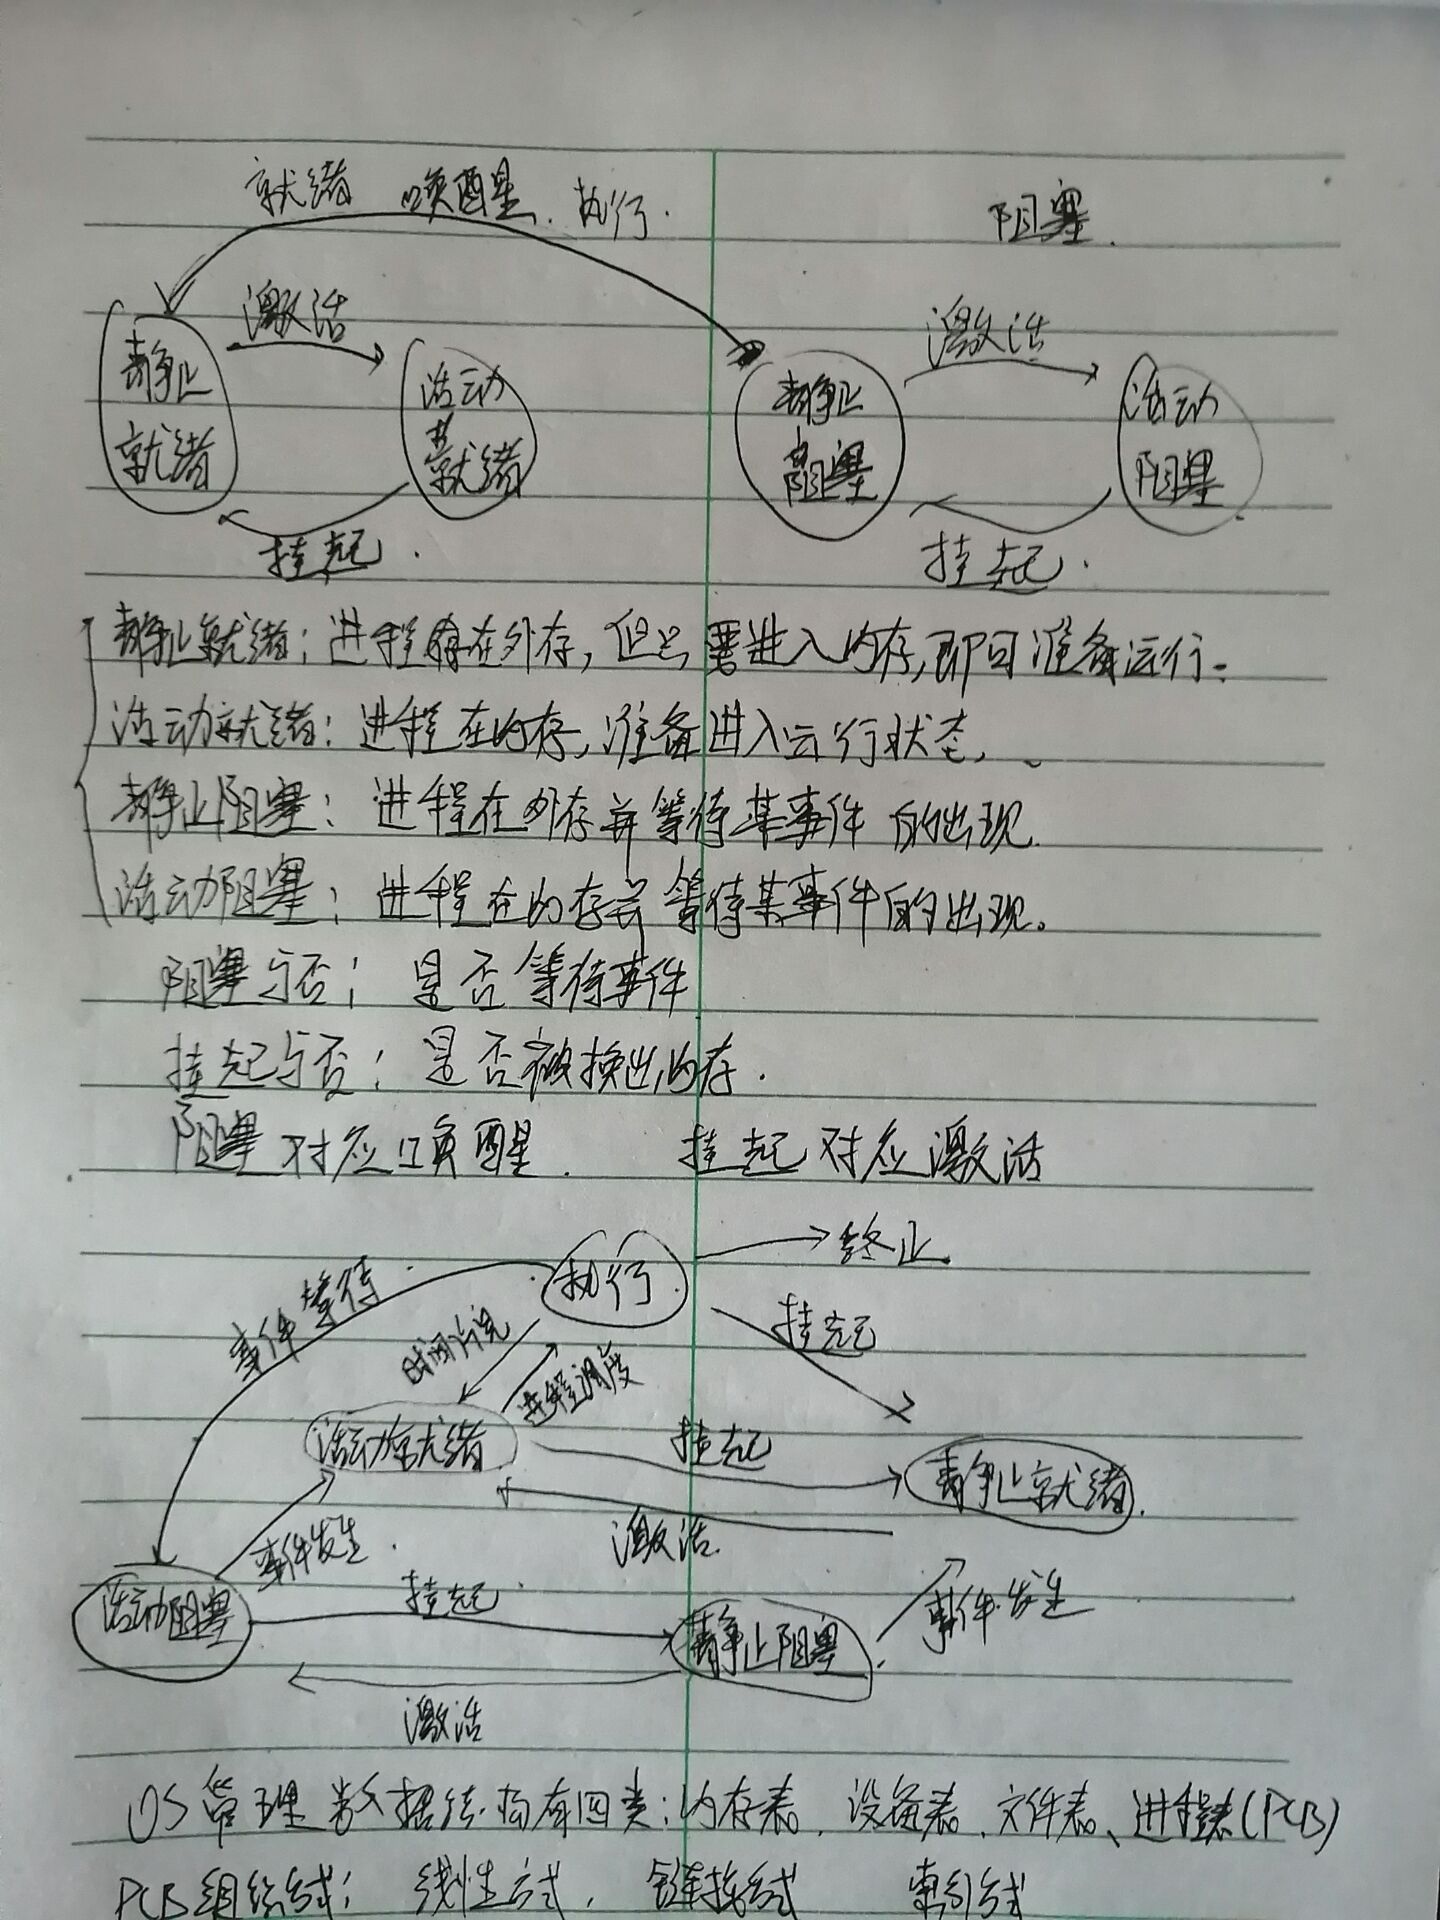 就绪 唤醒 执行. 阻塞.
激活 激活
静止就绪 活动就绪 静止阻塞 活动阻塞
挂起. 挂起.
静止就绪: 进程存在外存, 但只要进入内存, 即可准备运行.
活动就绪: 进程在内存, 准备进入运行状态,
静止阻塞: 进程在外存并等待某事件的出现.
活动阻塞: 进程在内存并等待某事件的出现。
阻塞与否: 是否等待事件
挂起与否: 是否被换出内存.
阻塞对应唤醒. 挂起对应激活
执行. 终止.
事件等待. 时间片完 进程调度 挂起
活动就绪 挂起 静止就绪.
事件发生. 激活.
活动阻塞 挂起. 静止阻塞. 事件发生
激活
OS管理数据结构有四类: 内存表、设备表、文件表、进程表(PCB)
PCB组织方式: 线性方式, 链接方式 索引方式